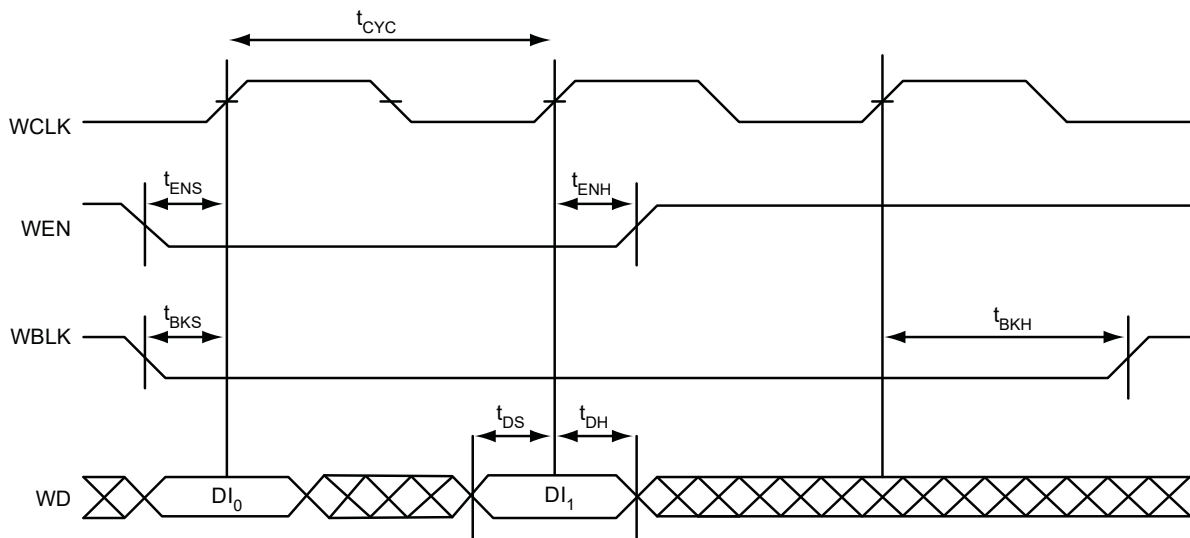 tCYC
WCLK
tENS
tENH
WEN
tBKS
tBKH
WBLK
tDS
tDH
WD
DI0
DI1